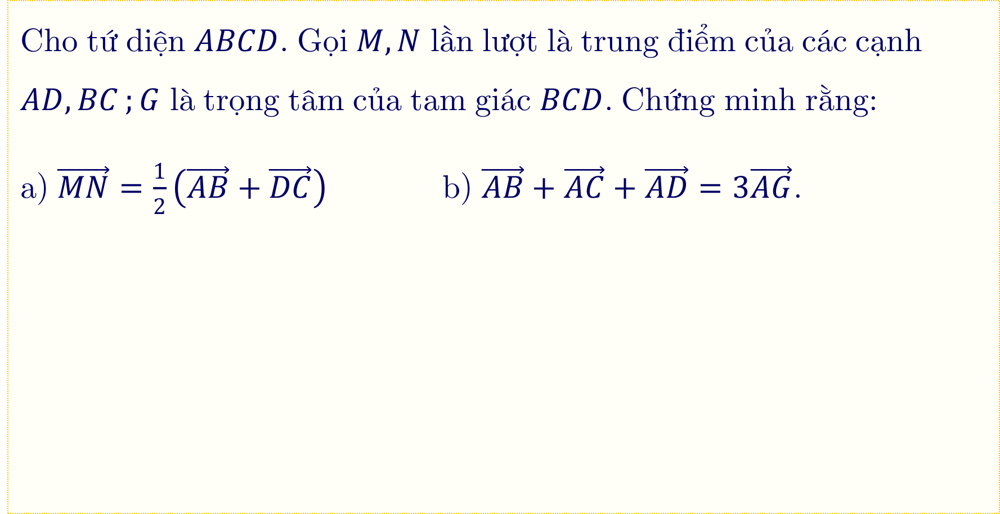 Cho tứ diện ABCD. Gọi M, N lần lượt là trung điểm của các cạnh
AD, BC ; G là trọng tâm của tam giác BCD. Chứng minh rằng:
a) $\overrightarrow{MN} = \frac{1}{2}(\overrightarrow{AB} + \overrightarrow{DC})$ b) $\overrightarrow{AB} + \overrightarrow{AC} + \overrightarrow{AD} = 3\overrightarrow{AG}$.